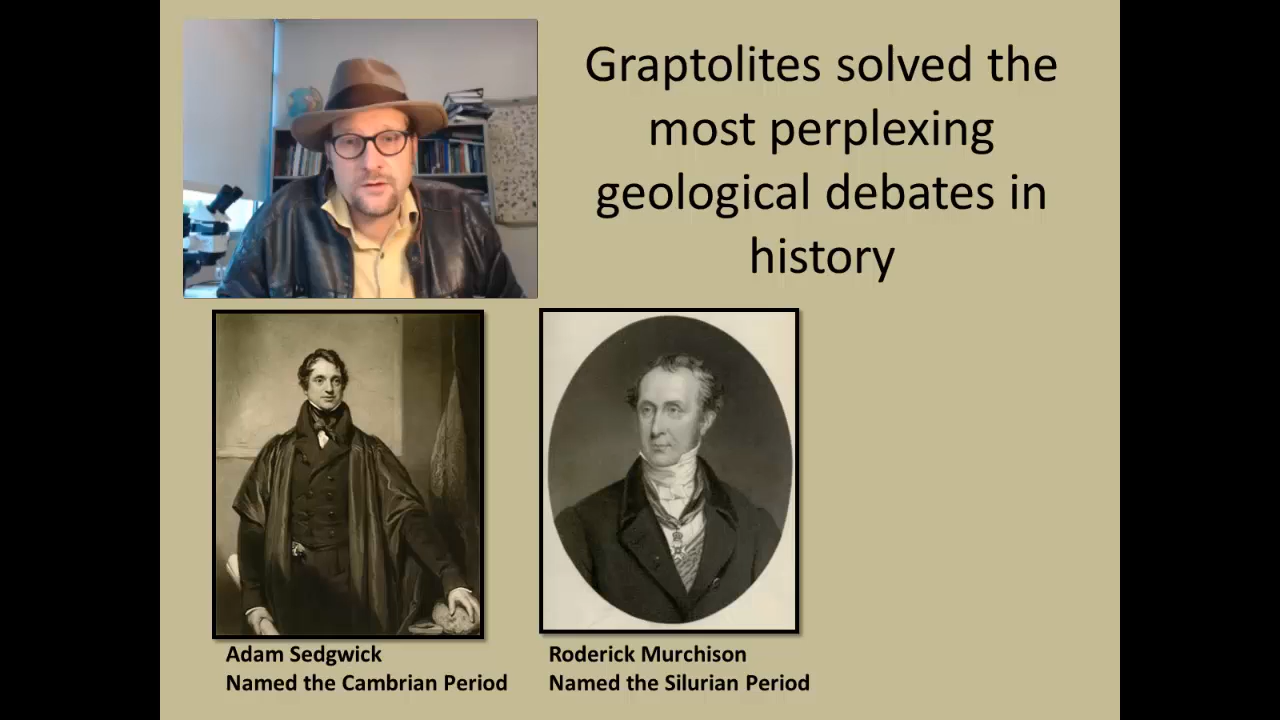 Graptolites solved the
most perplexing
geological debates in
history
Adam Sedgwick
Named the Cambrian Period
Roderick Murchison
Named the Silurian Period